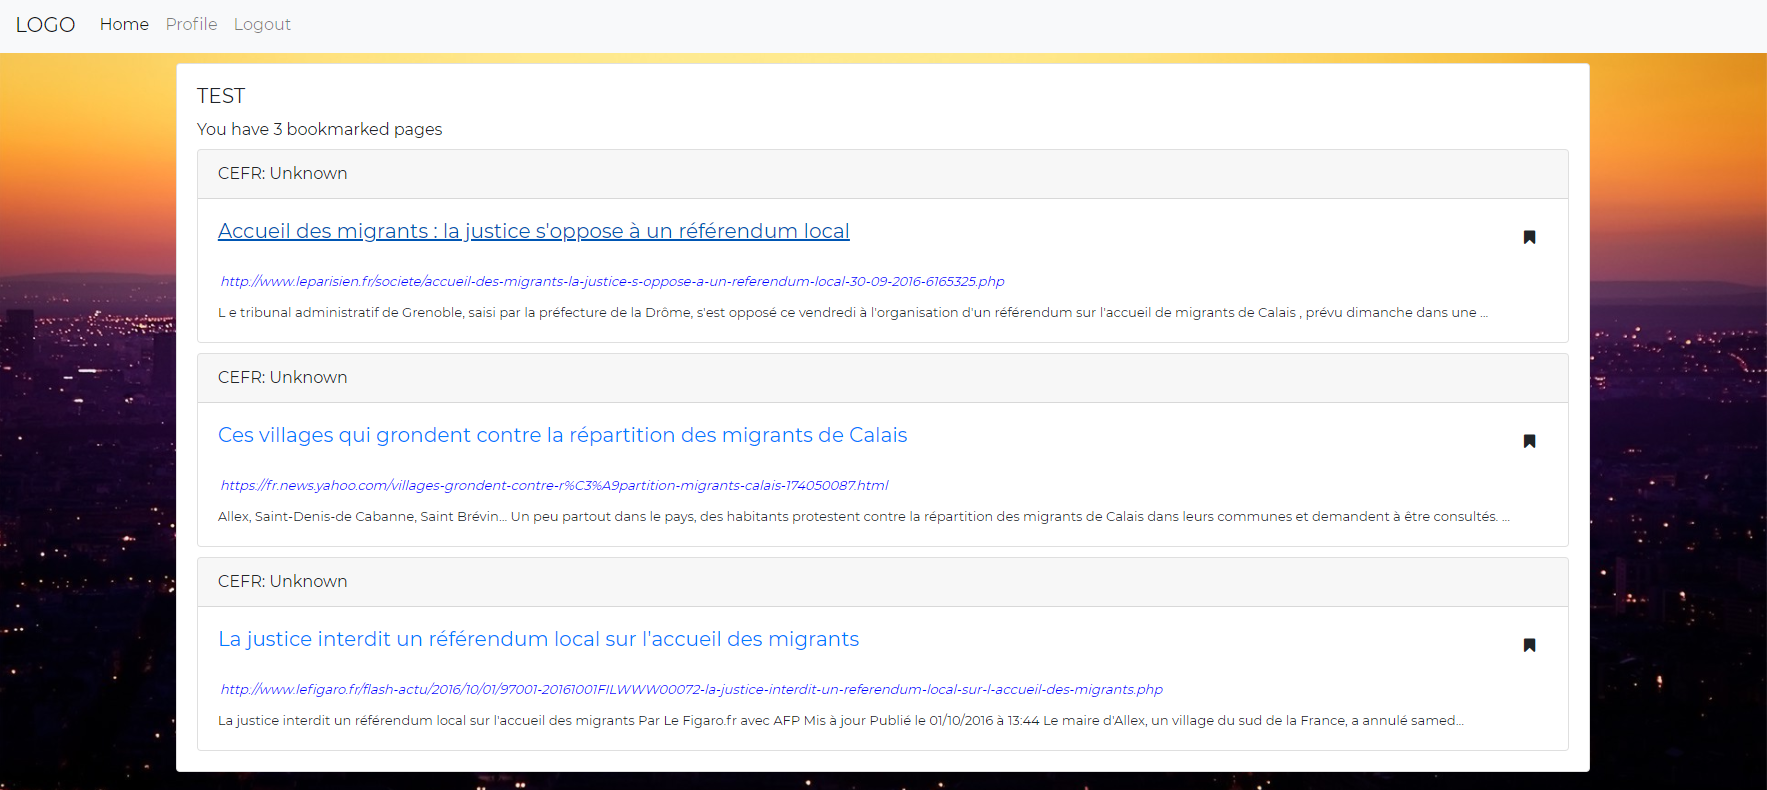 LOGO Home Profile Logout
TEST
You have 3 bookmarked pages
CEFR: Unknown
Accueil des migrants : la justice s'oppose à un référendum local
http://www.leparisien.fr/societe/accueil-des-migrants-la-justice-s-oppose-a-un-referendum-local-30-09-2016-6165325.php
L e tribunal administratif de Grenoble, saisi par la préfecture de la Drôme, s'est opposé ce vendredi à l'organisation d'un référendum sur l'accueil de migrants de Calais , prévu dimanche dans une ...
CEFR: Unknown
Ces villages qui grondent contre la répartition des migrants de Calais
https://fr.news.yahoo.com/villages-grondent-contre-r%C3%A9partition-migrants-calais-174050087.html
Allex, Saint-Denis-de Cabanne, Saint Brévin... Un peu partout dans le pays, des habitants protestent contre la répartition des migrants de Calais dans leurs communes et demandent à être consultés. ...
CEFR: Unknown
La justice interdit un référendum local sur l'accueil des migrants
http://www.lefigaro.fr/flash-actu/2016/10/01/97001-20161001FILWWW00072-la-justice-interdit-un-referendum-local-sur-l-accueil-des-migrants.php
La justice interdit un référendum local sur l'accueil des migrants Par Le Figaro.fr avec AFP Mis à jour Publié le 01/10/2016 à 13:44 Le maire d'Allex, un village du sud de la France, a annulé samed...